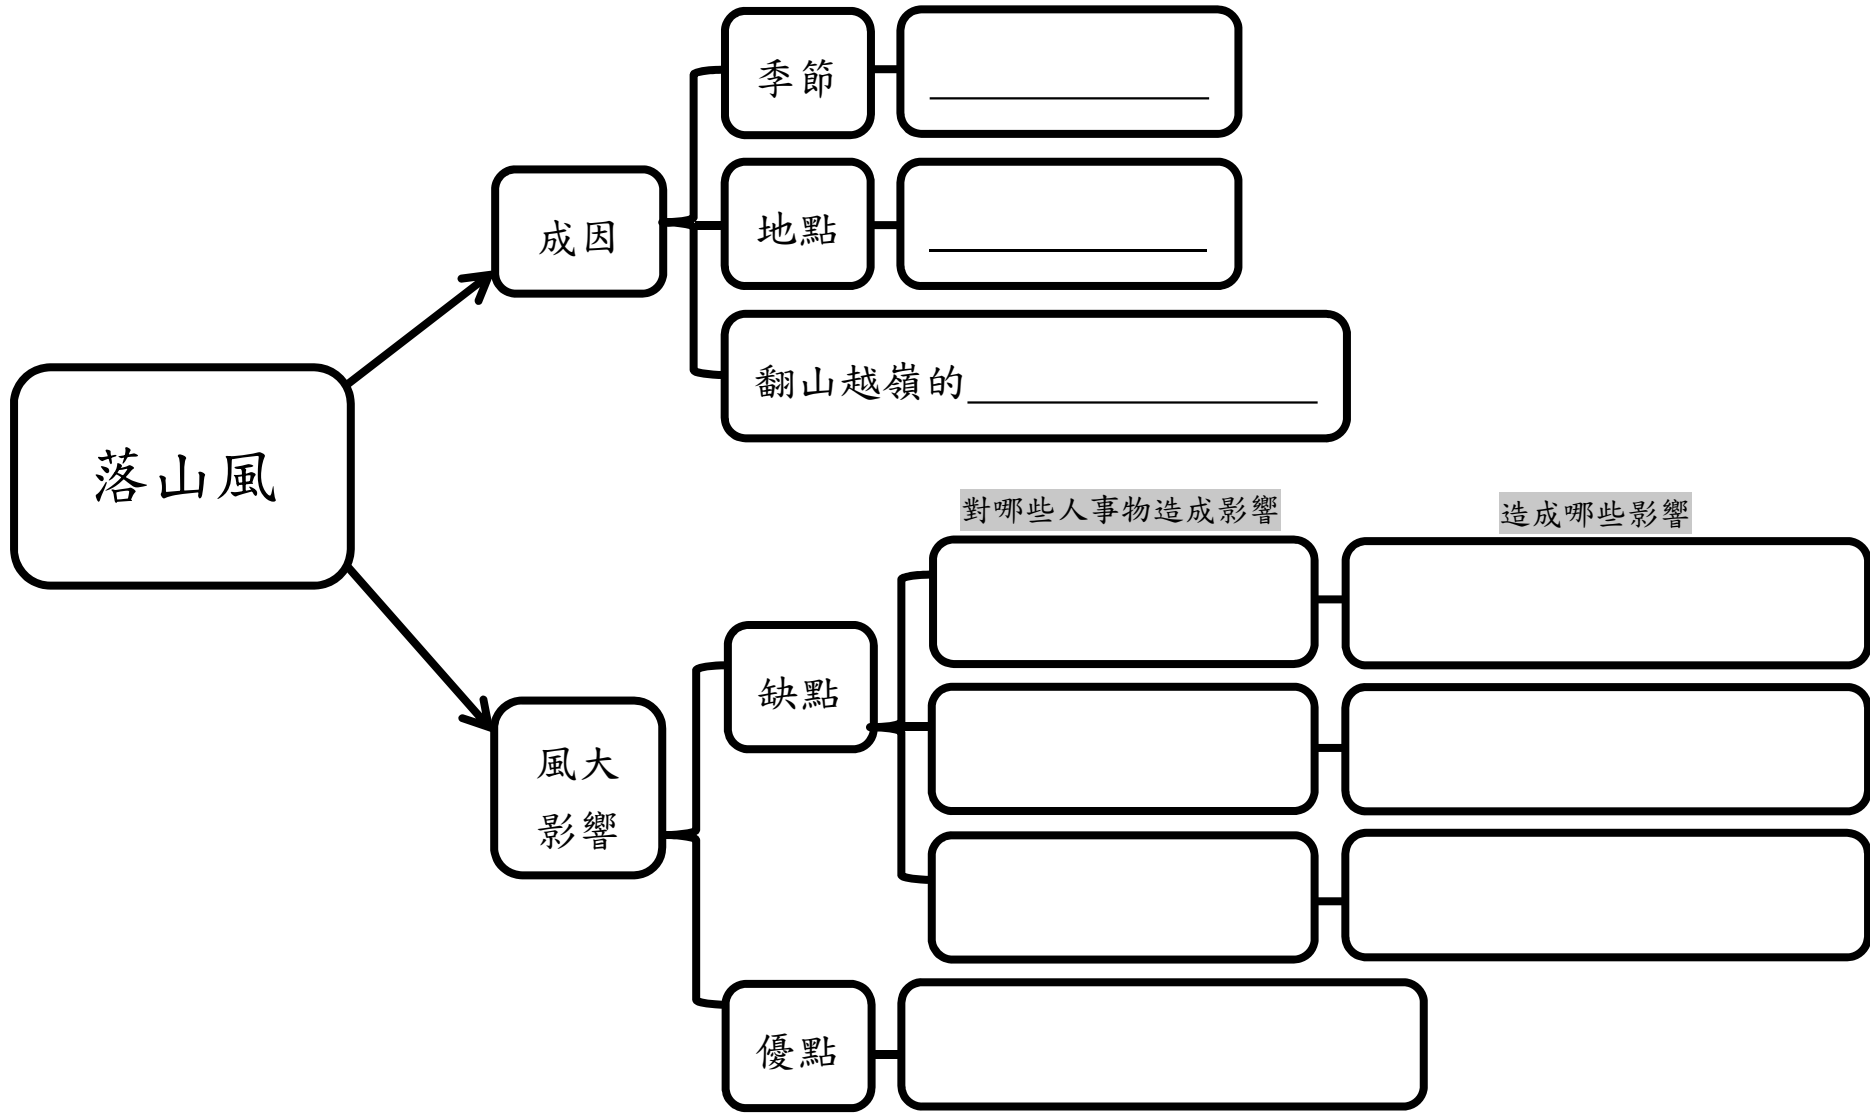 季節
地點
成因
翻山越嶺的
落山風
對哪些人事物造成影響
造成哪些影響
缺點
風大
影響
優點